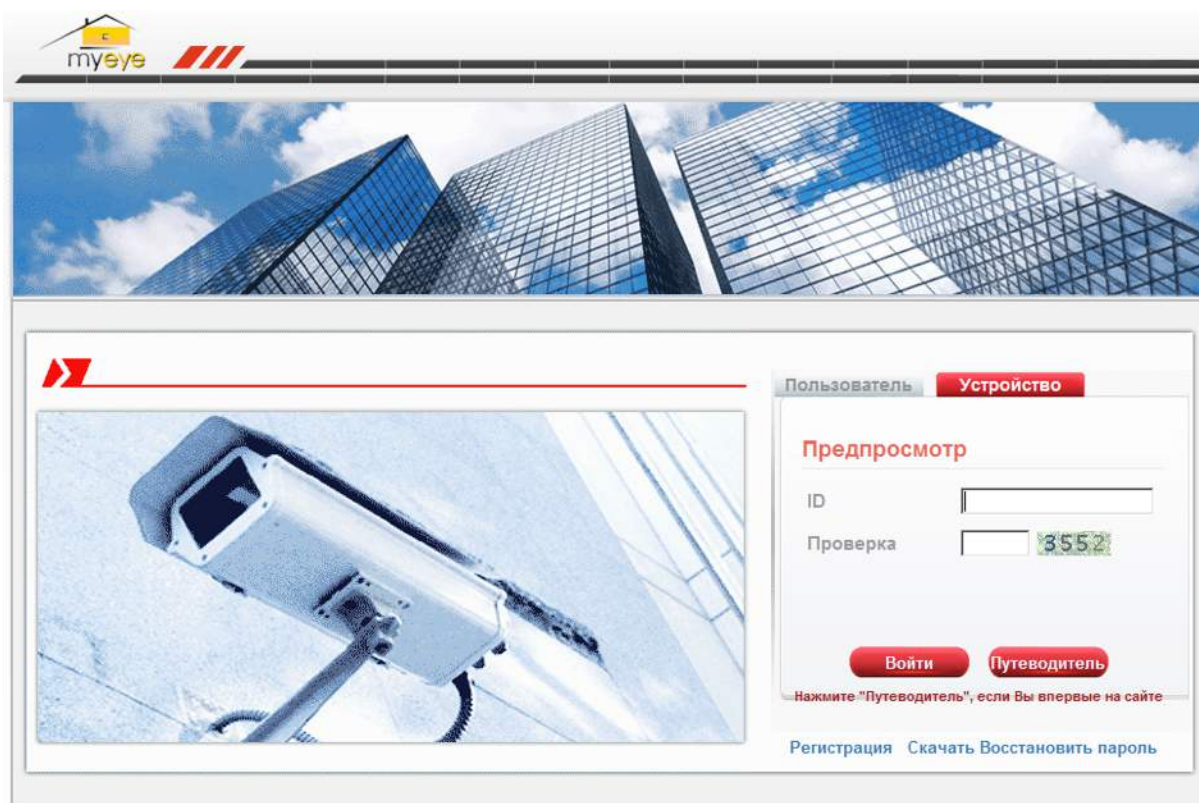 myeye
Пользователь Устройство
Предпросмотр
ID
Проверка 3552
Войти Путеводитель
Нажмите "Путеводитель", если Вы впервые на сайте
Регистрация Скачать Восстановить пароль